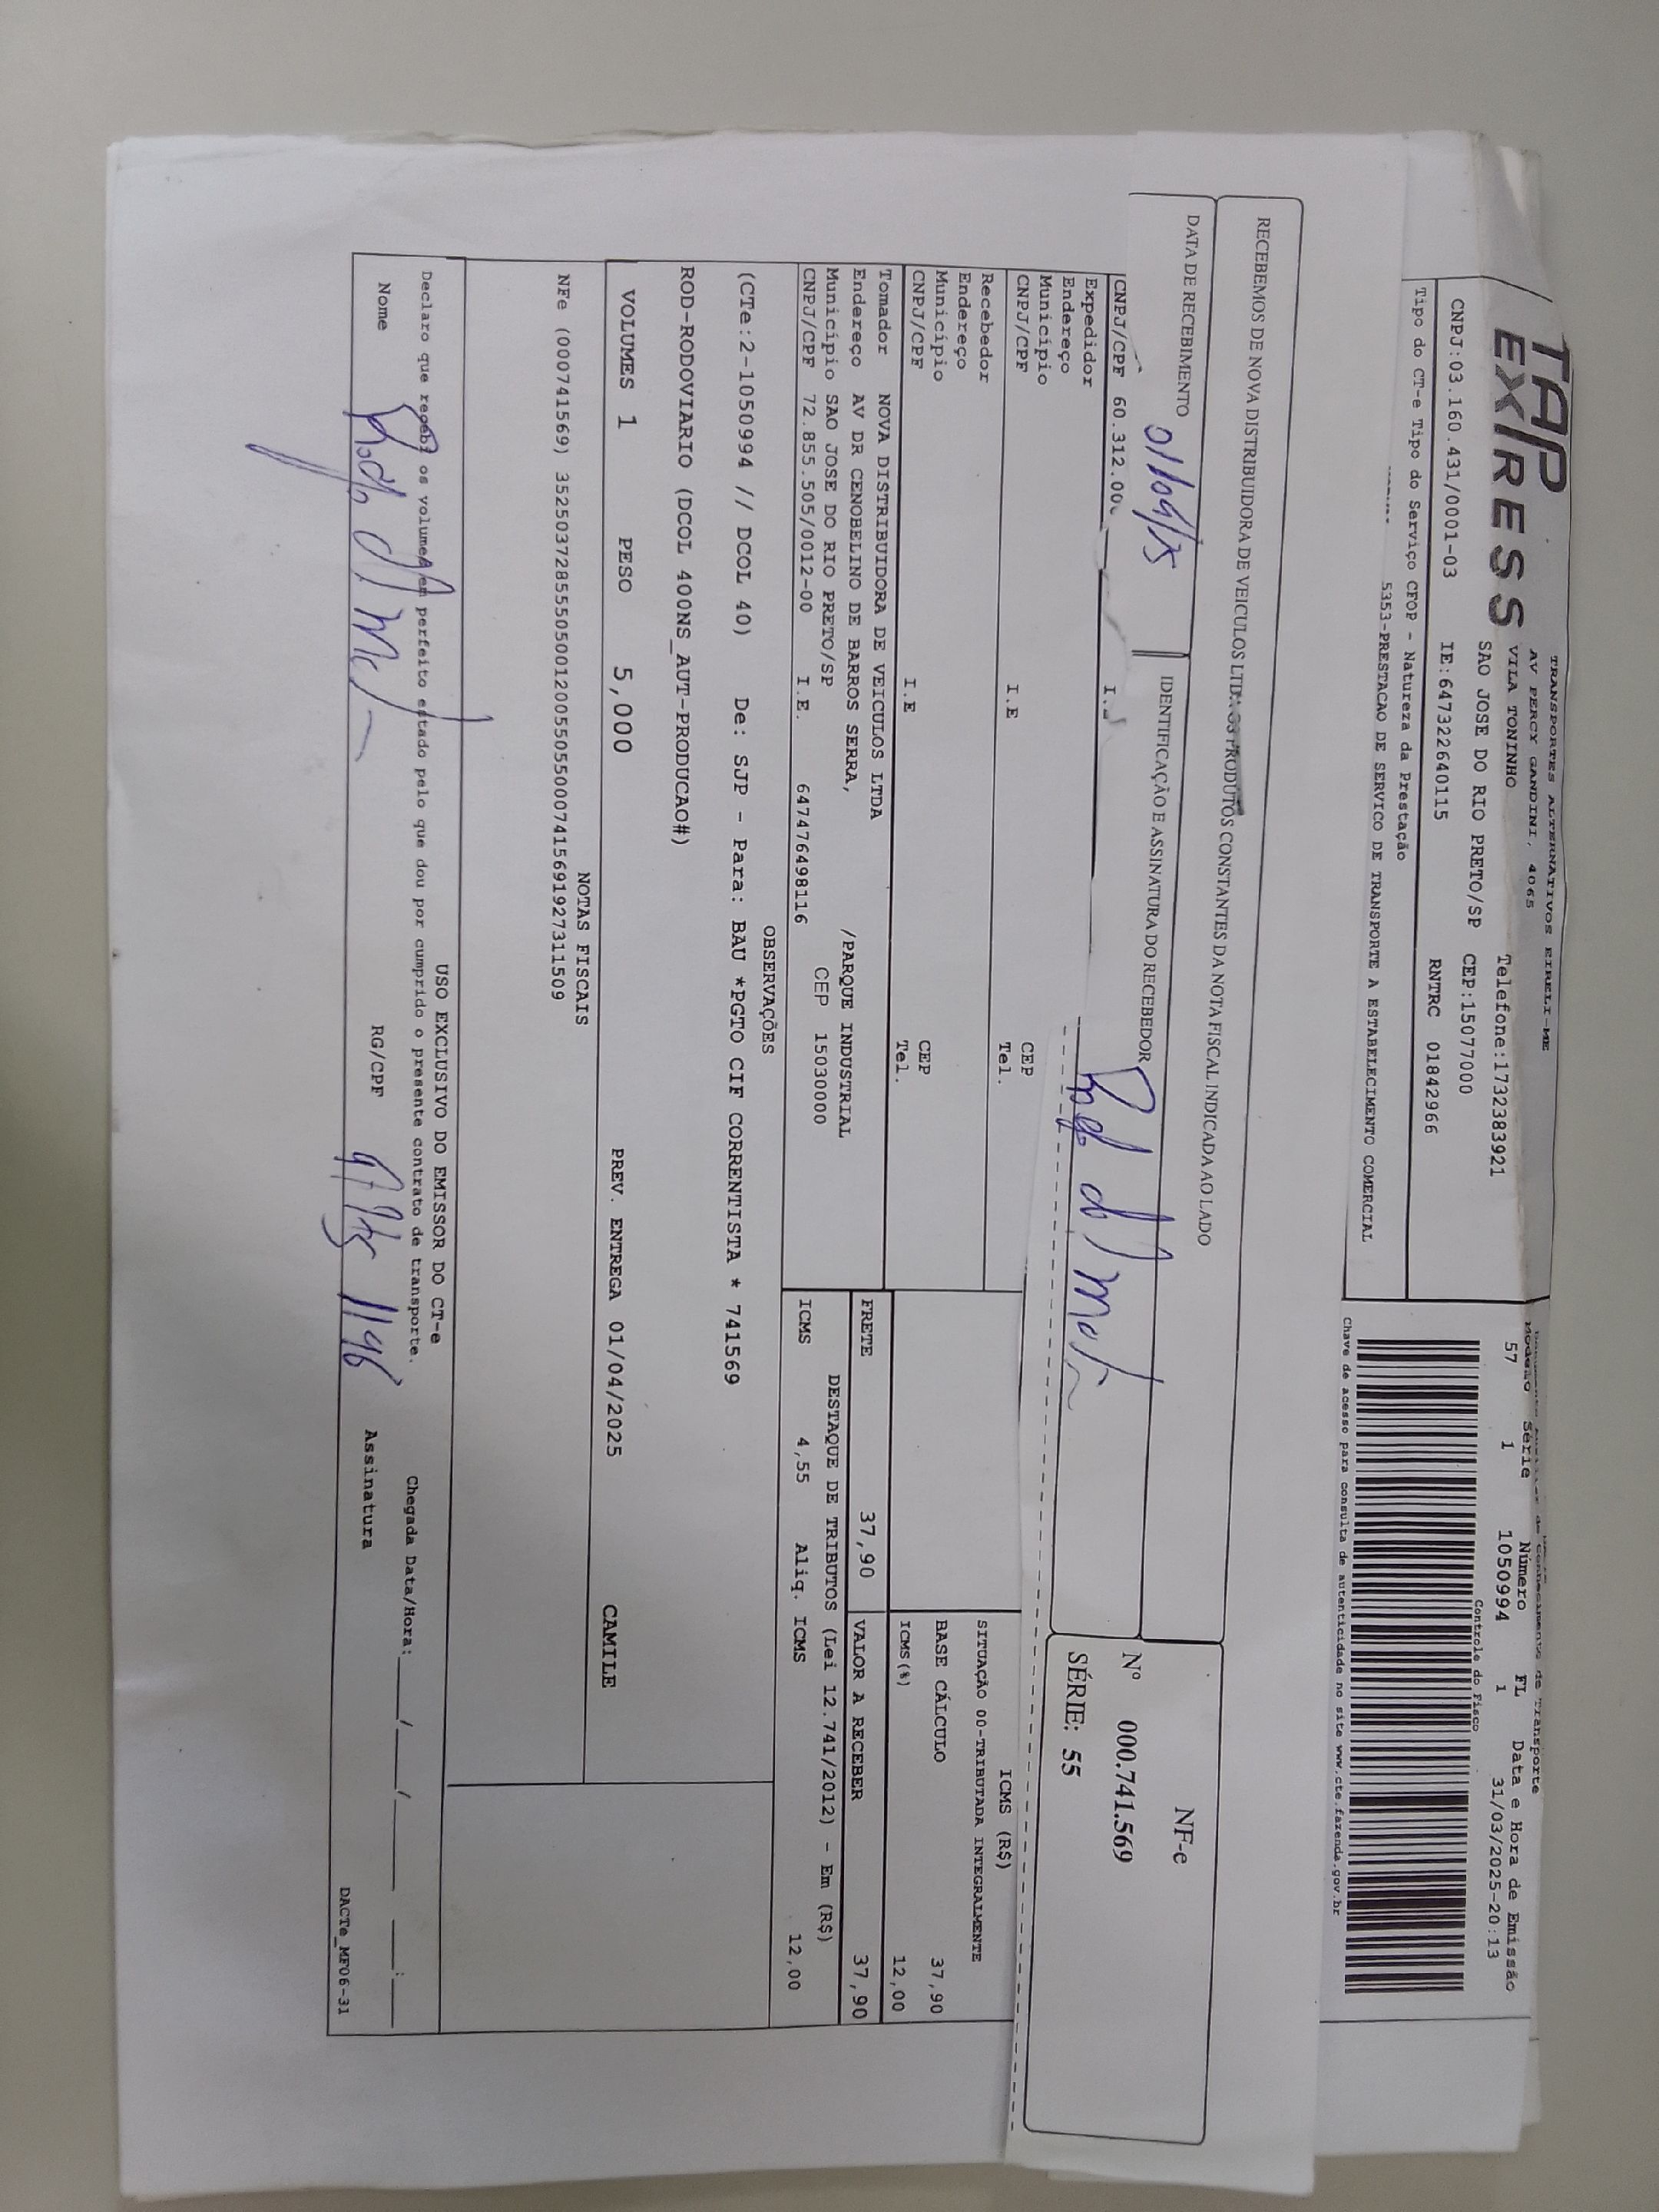 TAP
EXPRESS
TRANSPORTES ALTERNATIVOS EIRELI-ME
AV PERCY GANDINI, 4065
VILA TONINHO Telefone:1732383921
SAO JOSE DO RIO PRETO/SP CEP:15077000
CNPJ:03.160.431/0001-03 IE:647322640115 RNTRC 01842966
Tipo do CT-e Tipo do Serviço CFOP - Natureza da Prestação
5353-PRESTACAO DE SERVICO DE TRANSPORTE A ESTABELECIMENTO COMERCIAL
de Transporte
Modelo Série Número FL Data e Hora de Emissão
57 1 1050994 1 31/03/2025-20:13
Controle do Fisco
Chave de acesso para consulta de autenticidade no site www.cte.fazenda.gov.br
RECEBEMOS DE NOVA DISTRIBUIDORA DE VEICULOS LTDA OS PRODUTOS CONSTANTES DA NOTA FISCAL INDICADA AO LADO
DATA DE RECEBIMENTO
IDENTIFICAÇÃO E ASSINATURA DO RECEBEDOR
NF-e
Nº 000.741.569
SÉRIE: 55
CNPJ/CPF 60.312.00
Expedidor
Endereço
Município CEP
CNPJ/CPF I.E Tel.
Recebedor
Endereço
Município CEP
CNPJ/CPF I.E Tel.
ICMS (R$)
SITUAÇÃO 00-TRIBUTADA INTEGRALMENTE
BASE CÁLCULO 37,90
ICMS(%) 12,00
Tomador NOVA DISTRIBUIDORA DE VEICULOS LTDA
Endereço AV DR CENOBELINO DE BARROS SERRA, /PARQUE INDUSTRIAL
Município SAO JOSE DO RIO PRETO/SP CEP 15030000
CNPJ/CPF 72.855.505/0012-00 I.E. 647476498116
FRETE 37,90 VALOR A RECEBER 37,90
DESTAQUE DE TRIBUTOS (Lei 12.741/2012) - Em (R$)
ICMS 4,55 Aliq. ICMS 12,00
OBSERVAÇÕES
(CTe:2-1050994 // DCOL 40) De: SJP - Para: BAU *PGTO CIF CORRENTISTA * 741569
ROD-RODOVIARIO (DCOL 400NS_AUT-PRODUCAO#)
VOLUMES 1 PESO 5,000 PREV. ENTREGA 01/04/2025 CAMILE
NOTAS FISCAIS
NFe (000741569) 35250372855505001200550550007415691927311509
USO EXCLUSIVO DO EMISSOR DO CT-e
Declaro que recebi os volumes em perfeito estado pelo que dou por cumprido o presente contrato de transporte.
Chegada Data/Hora: ____/____/____ ___:___
Nome RG/CPF Assinatura
DACTe_MF06-31